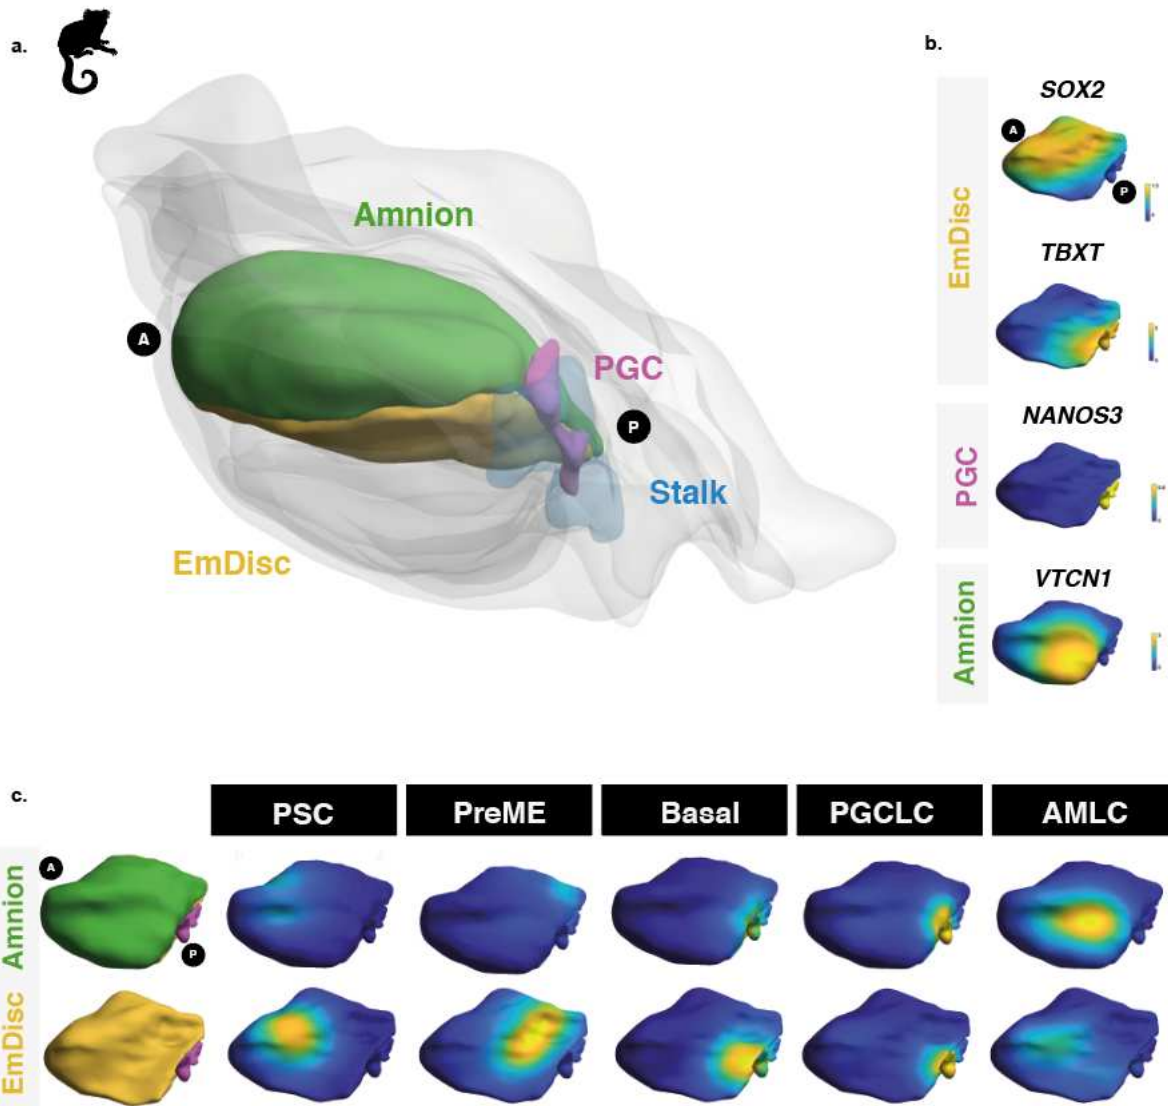 a.
Amnion
A
PGC
P
Stalk
EmDisc
b.
EmDisc
SOX2
A
P
TBXT
PGC
NANOS3
Amnion
VTCN1
c.
PSC PreME Basal PGCLC AMLC
Amnion
A
P
EmDisc